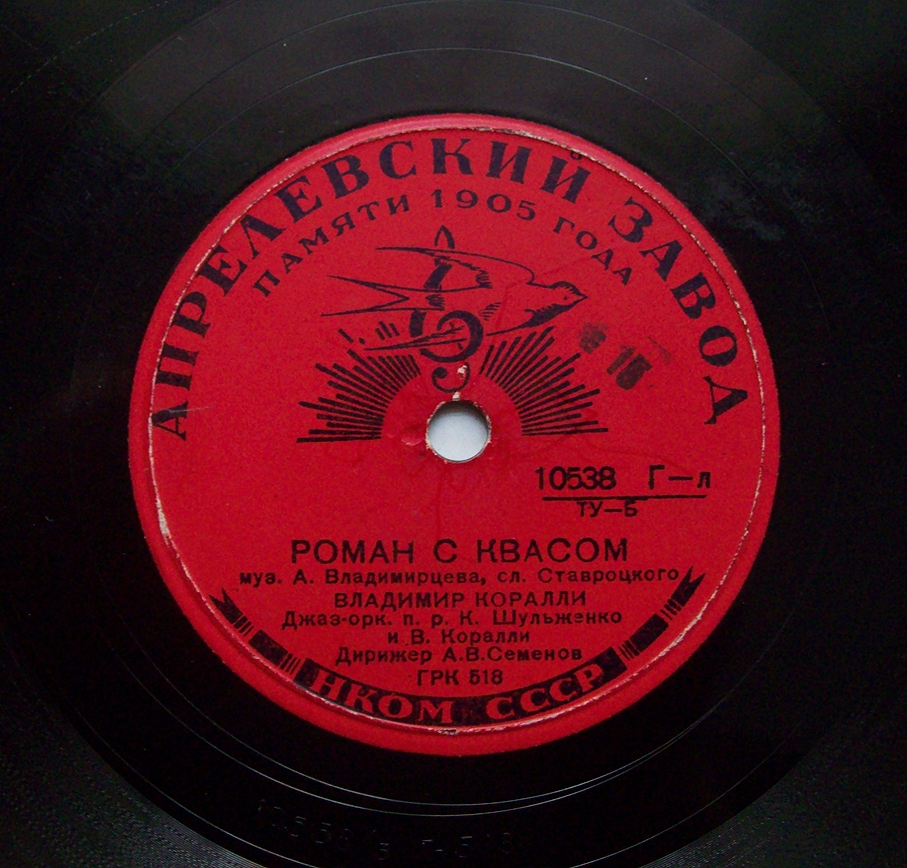 АПРЕЛЕВСКИЙ ЗАВОД
ПАМЯТИ 1905 ГОДА
15
10538 Г—л
ТУ—Б
РОМАН С КВАСОМ
муз. А. Владимирцева, сл. Ставроцкого
ВЛАДИМИР КОРАЛЛИ
Джаз-орк. п. р. К. Шульженко
и В. Коралли
Дирижер А.В.Семенов
ГРК 518
НКОМ СССР